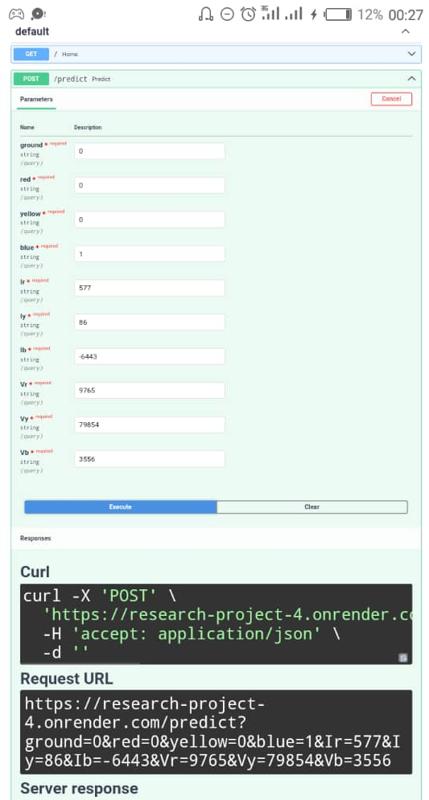 12% 00:27
default
GET / Home
POST /predict Predict
Parameters Cancel
Name Description
ground * required
string
(query)
0
red * required
string
(query)
0
yellow * required
string
(query)
0
blue * required
string
(query)
1
Ir * required
string
(query)
577
Iy * required
string
(query)
86
Ib * required
string
(query)
-6443
Vr * required
string
(query)
9765
Vy * required
string
(query)
79854
Vb * required
string
(query)
3556
Execute Clear
Responses
Curl
curl -X 'POST' \
'https://research-project-4.onrender.co
-H 'accept: application/json' \
-d ''
Request URL
https://research-project-
4.onrender.com/predict?
ground=0&red=0&yellow=0&blue=1&Ir=577&I
y=86&Ib=-6443&Vr=9765&Vy=79854&Vb=3556
Server response